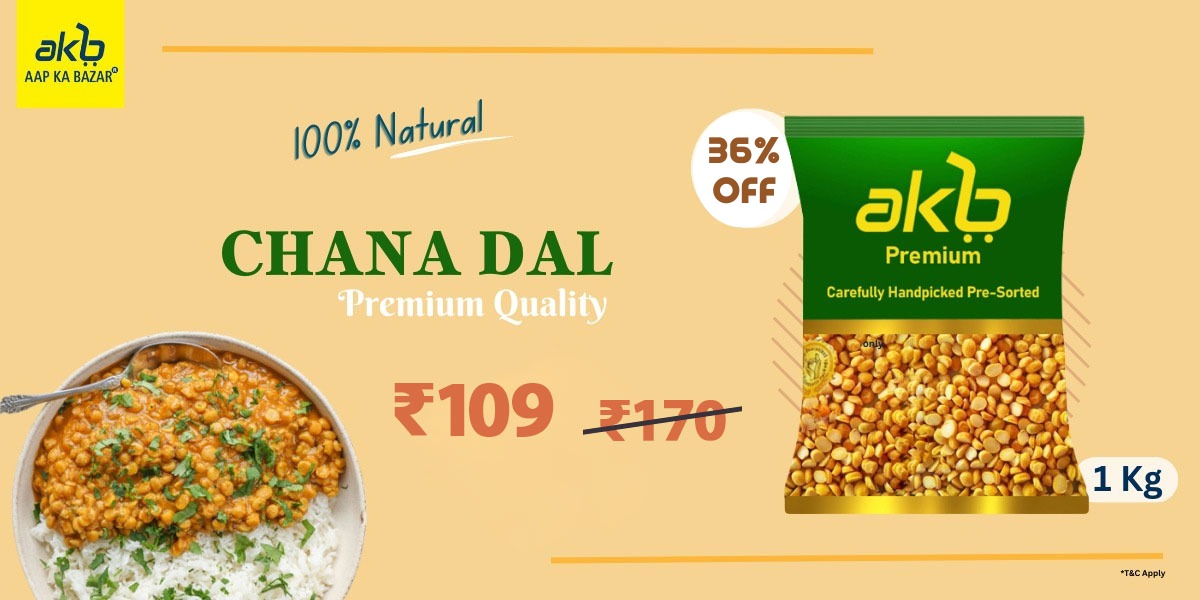 akb
AAP KA BAZAR®
100% Natural
CHANA DAL
Premium Quality
₹109 ₹170
36%
OFF
akb
Premium
Carefully Handpicked Pre-Sorted
only
1 Kg
*T&C Apply